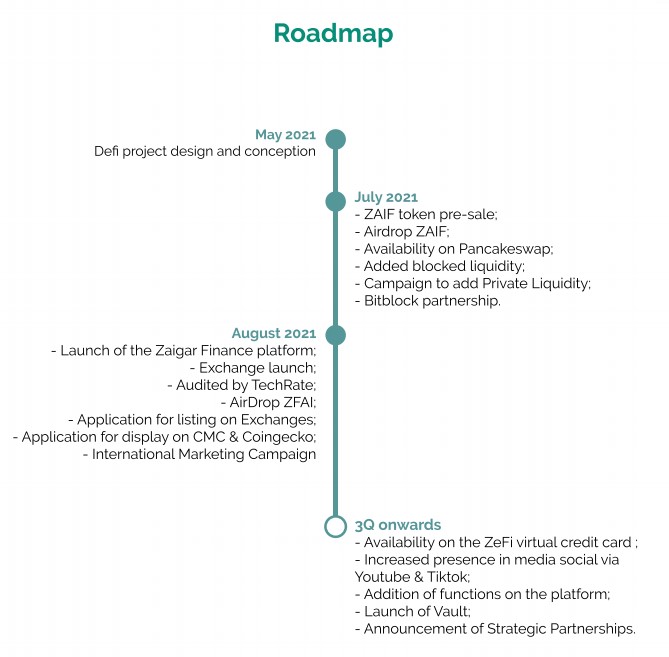 Roadmap
May 2021
Defi project design and conception
July 2021
- ZAIF token pre-sale;
- Airdrop ZAIF;
- Availability on Pancakeswap;
- Added blocked liquidity;
- Campaign to add Private Liquidity;
- Bitblock partnership.
August 2021
- Launch of the Zaigar Finance platform;
- Exchange launch;
- Audited by TechRate;
- AirDrop ZFAI;
- Application for listing on Exchanges;
- Application for display on CMC & Coingecko;
- International Marketing Campaign
3Q onwards
- Availability on the ZeFi virtual credit card ;
- Increased presence in media social via
Youtube & Tiktok;
- Addition of functions on the platform;
- Launch of Vault;
- Announcement of Strategic Partnerships.